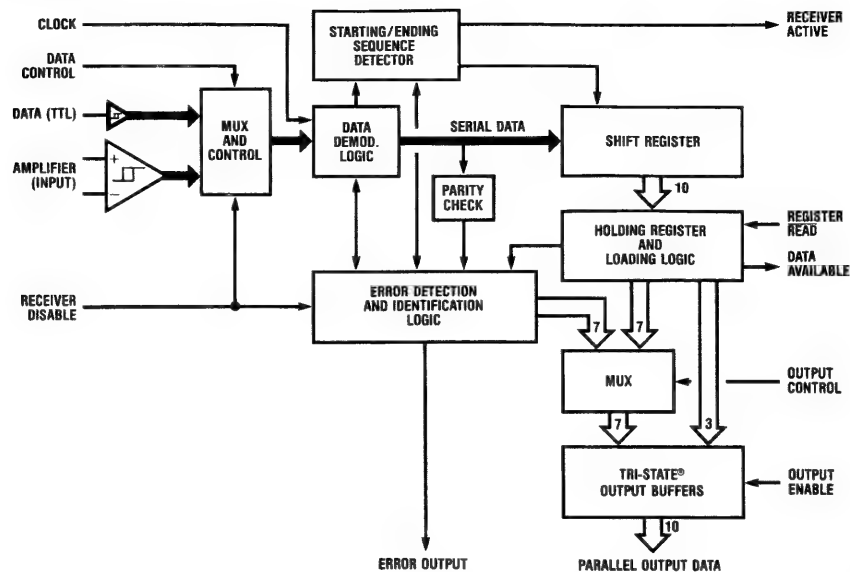 CLOCK
STARTING/ENDING
SEQUENCE
DETECTOR
RECEIVER
ACTIVE
DATA
CONTROL
DATA (TTL)
AMPLIFIER
(INPUT)
+
−
MUX
AND
CONTROL
DATA
DEMOD.
LOGIC
SERIAL DATA
SHIFT REGISTER
PARITY
CHECK
10
HOLDING REGISTER
AND
LOADING LOGIC
REGISTER
READ
DATA
AVAILABLE
RECEIVER
DISABLE
ERROR DETECTION
AND IDENTIFICATION
LOGIC
7
7
MUX
OUTPUT
CONTROL
7
3
TRI-STATE®
OUTPUT BUFFERS
OUTPUT
ENABLE
10
ERROR OUTPUT
PARALLEL OUTPUT DATA